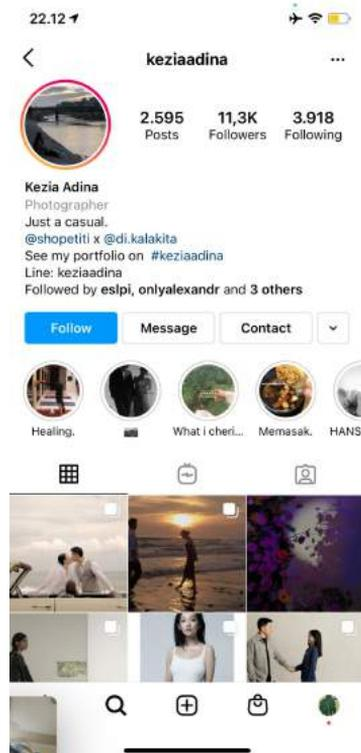 22.12
keziaadina
2.595 11,3K 3.918
Posts Followers Following
Kezia Adina
Photographer
Just a casual.
@shopetiti x @di.kalakita
See my portfolio on #keziaadina
Line: keziaadina
Followed by eslpi, onlyalexandr and 3 others
Follow Message Contact
Healing. What i cheri... Memasak. HANS